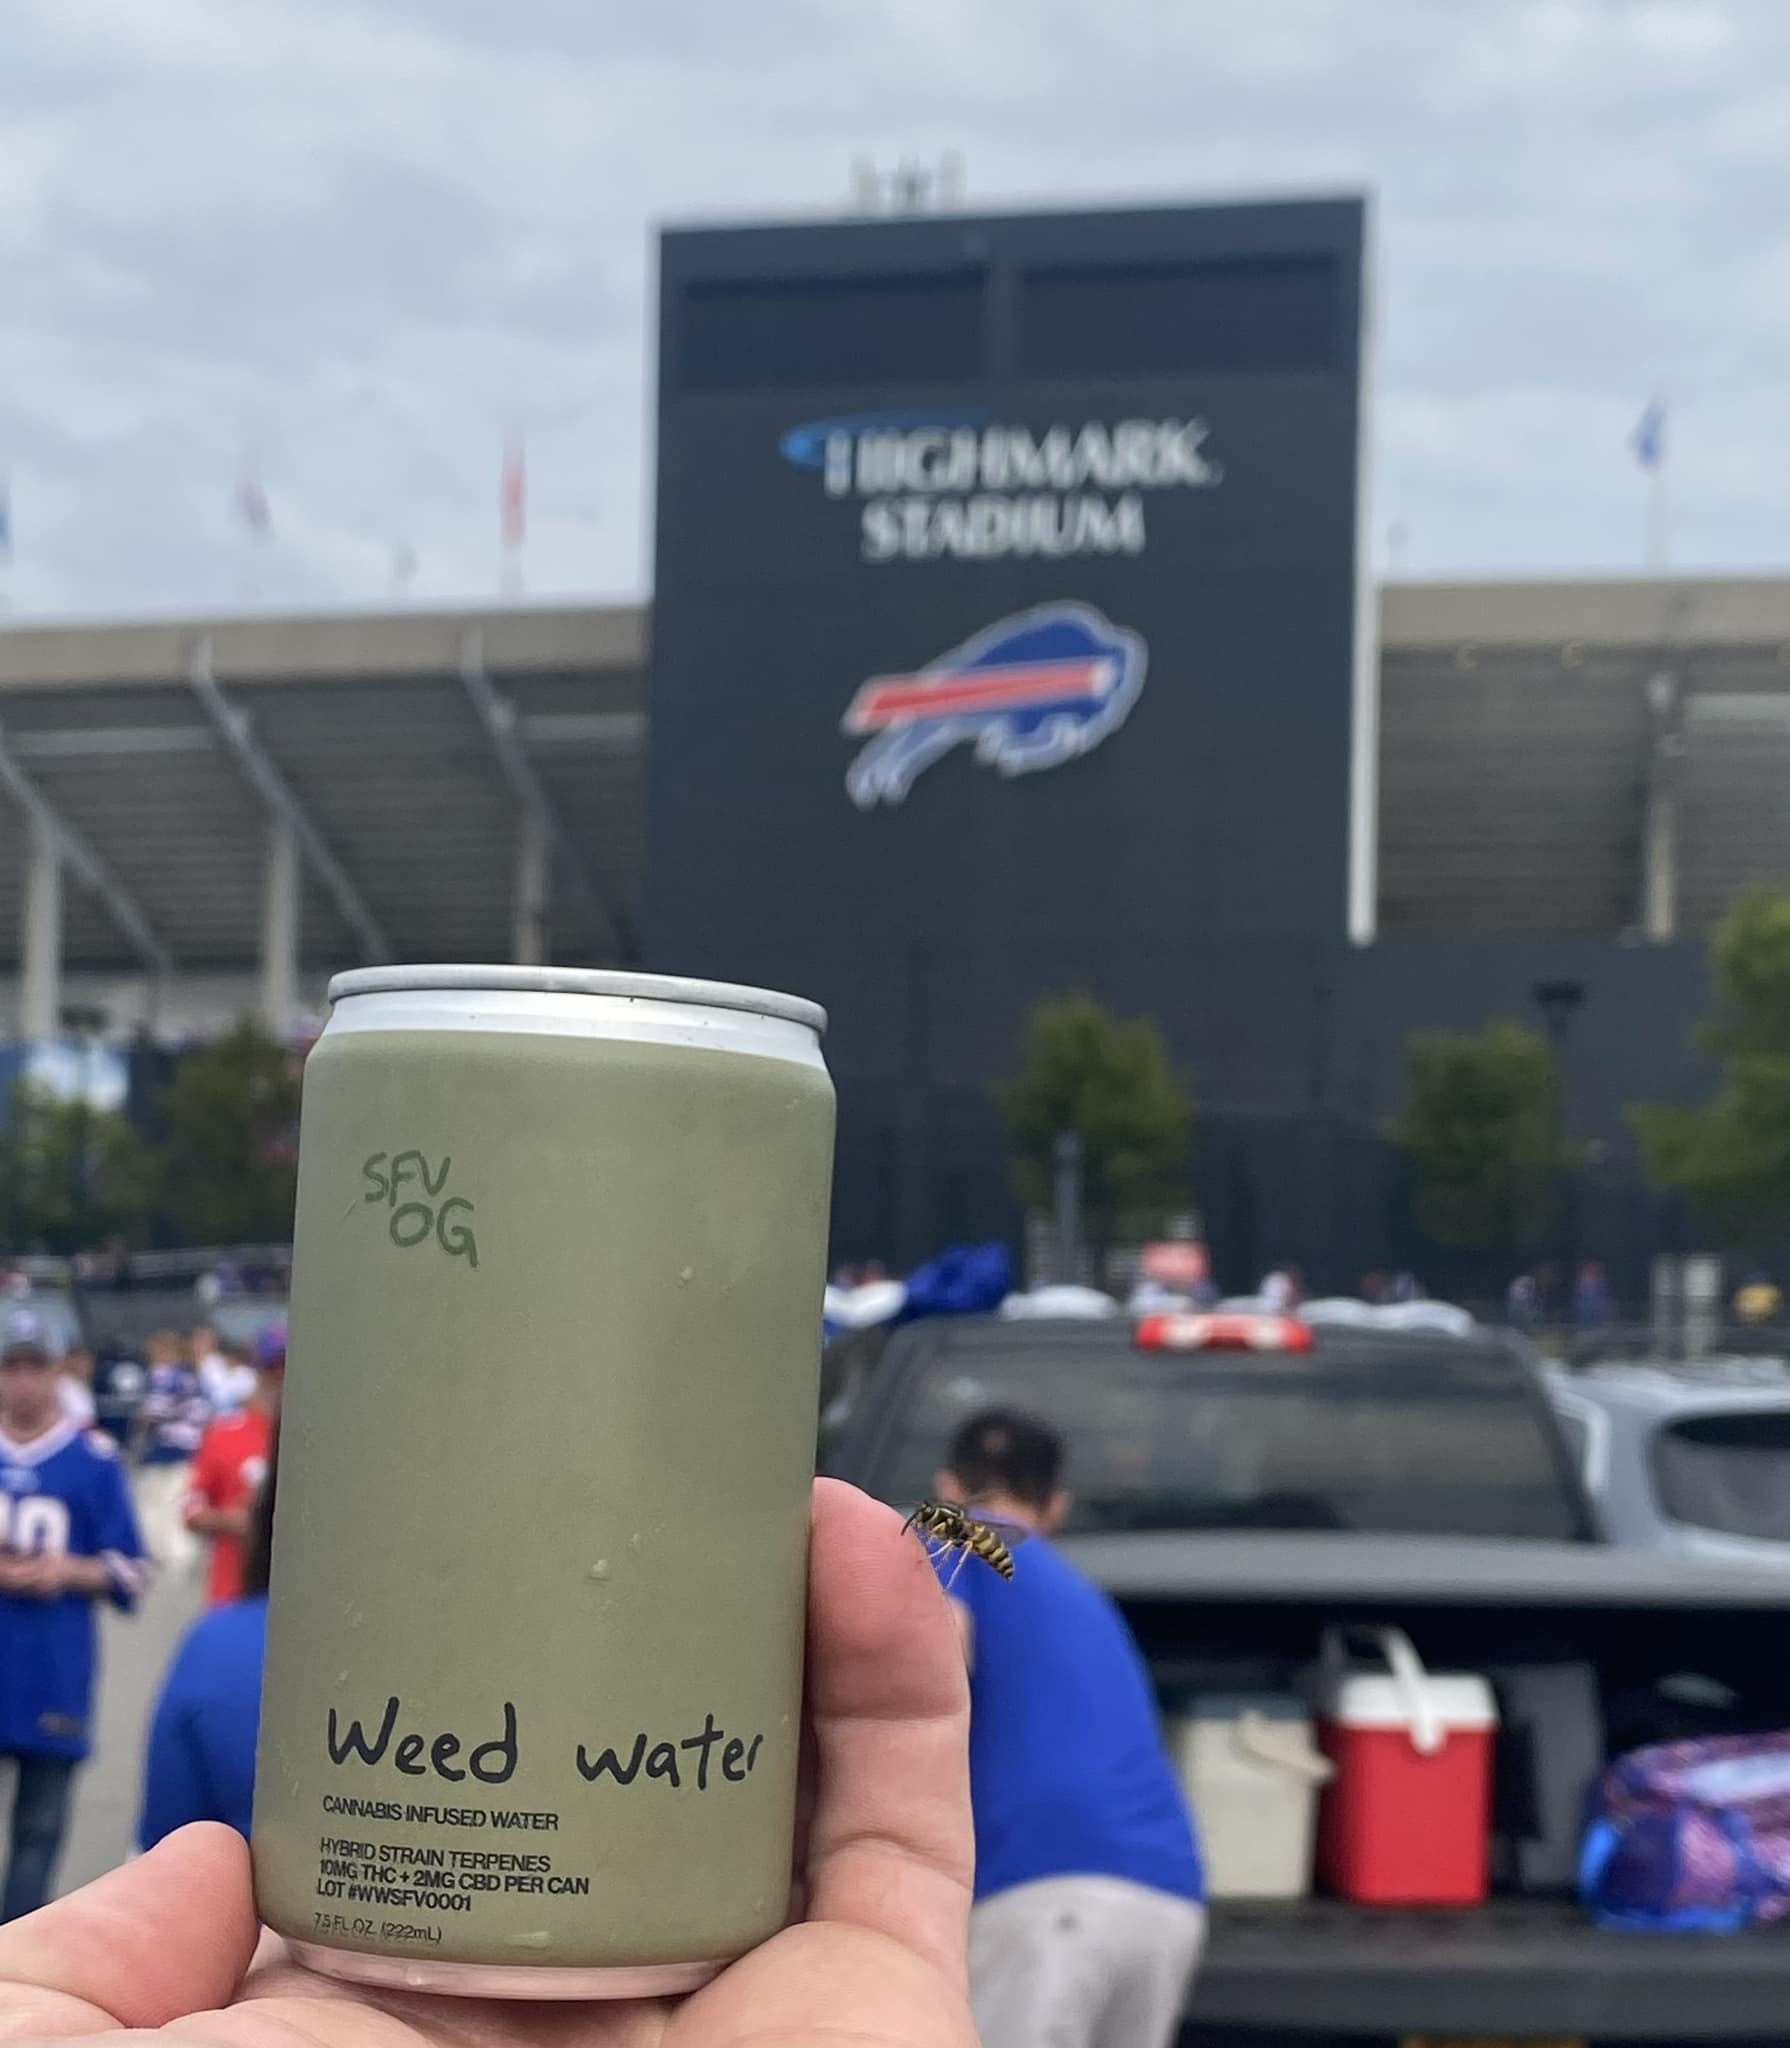 HIGHMARK
STADIUM
SFV
OG
Weed water
CANNABIS INFUSED WATER
HYBRID STRAIN TERPENES
10MG THC + 2MG CBD PER CAN
LOT #WWSFV0001
7.5 FL OZ (222mL)